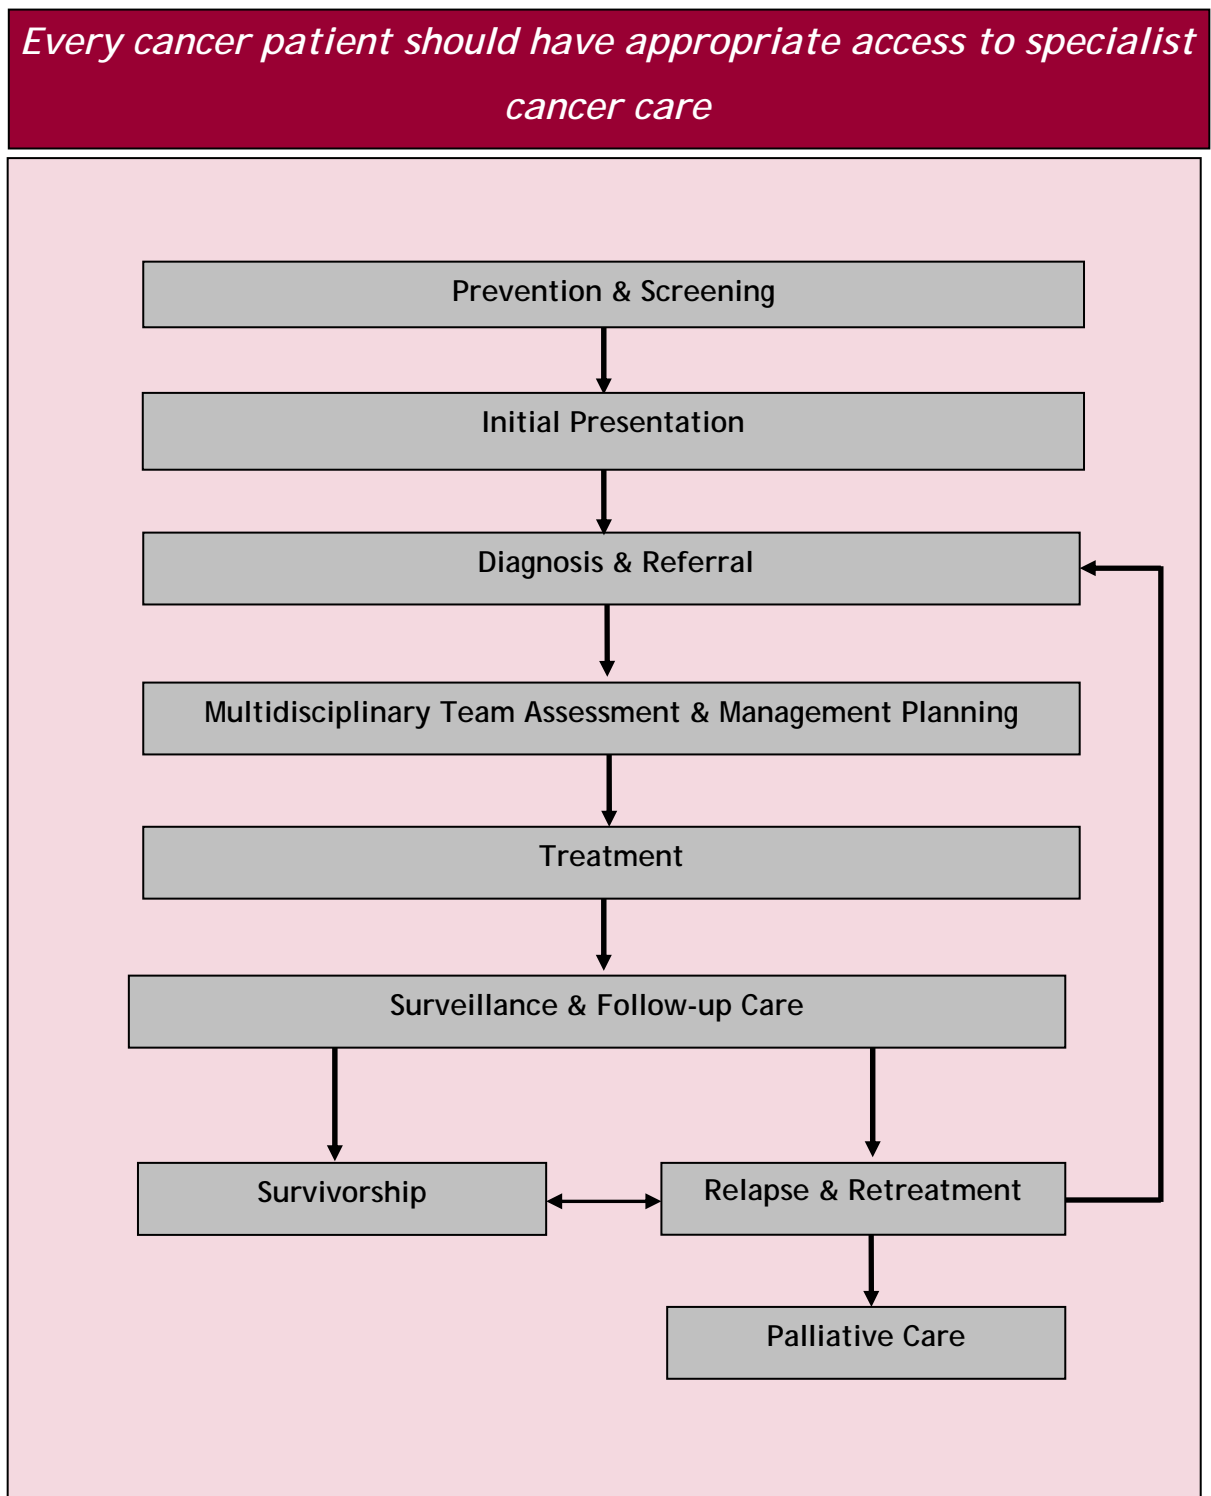 Every cancer patient should have appropriate access to specialist
cancer care
Prevention & Screening
Initial Presentation
Diagnosis & Referral
Multidisciplinary Team Assessment & Management Planning
Treatment
Surveillance & Follow-up Care
Survivorship
Relapse & Retreatment
Palliative Care